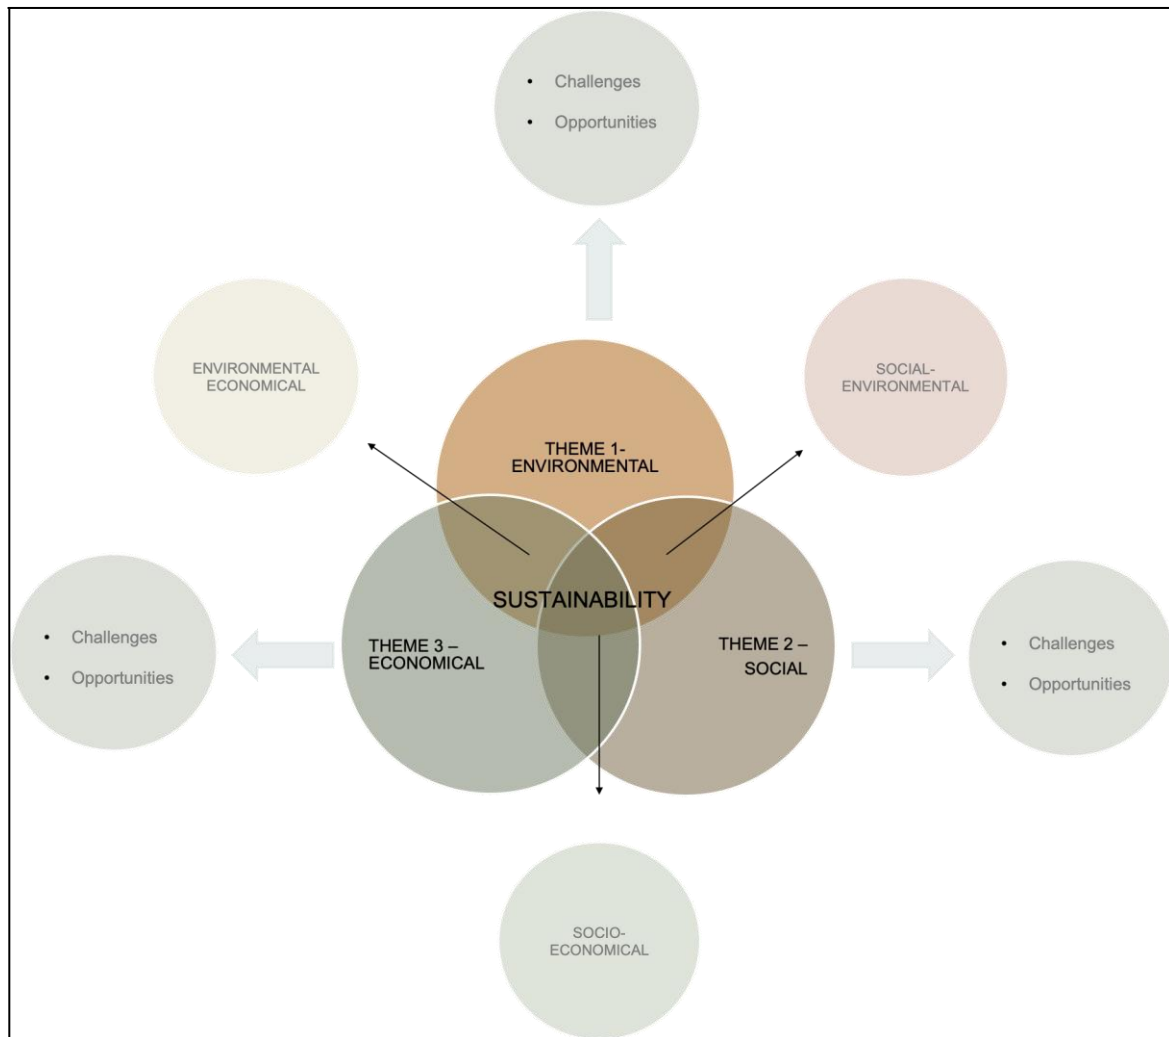 Challenges
Opportunities
ENVIRONMENTAL
ECONOMICAL
SOCIAL-
ENVIRONMENTAL
THEME 1-
ENVIRONMENTAL
SUSTAINABILITY
Challenges
Opportunities
THEME 3 –
ECONOMICAL
THEME 2 –
SOCIAL
Challenges
Opportunities
SOCIO-
ECONOMICAL